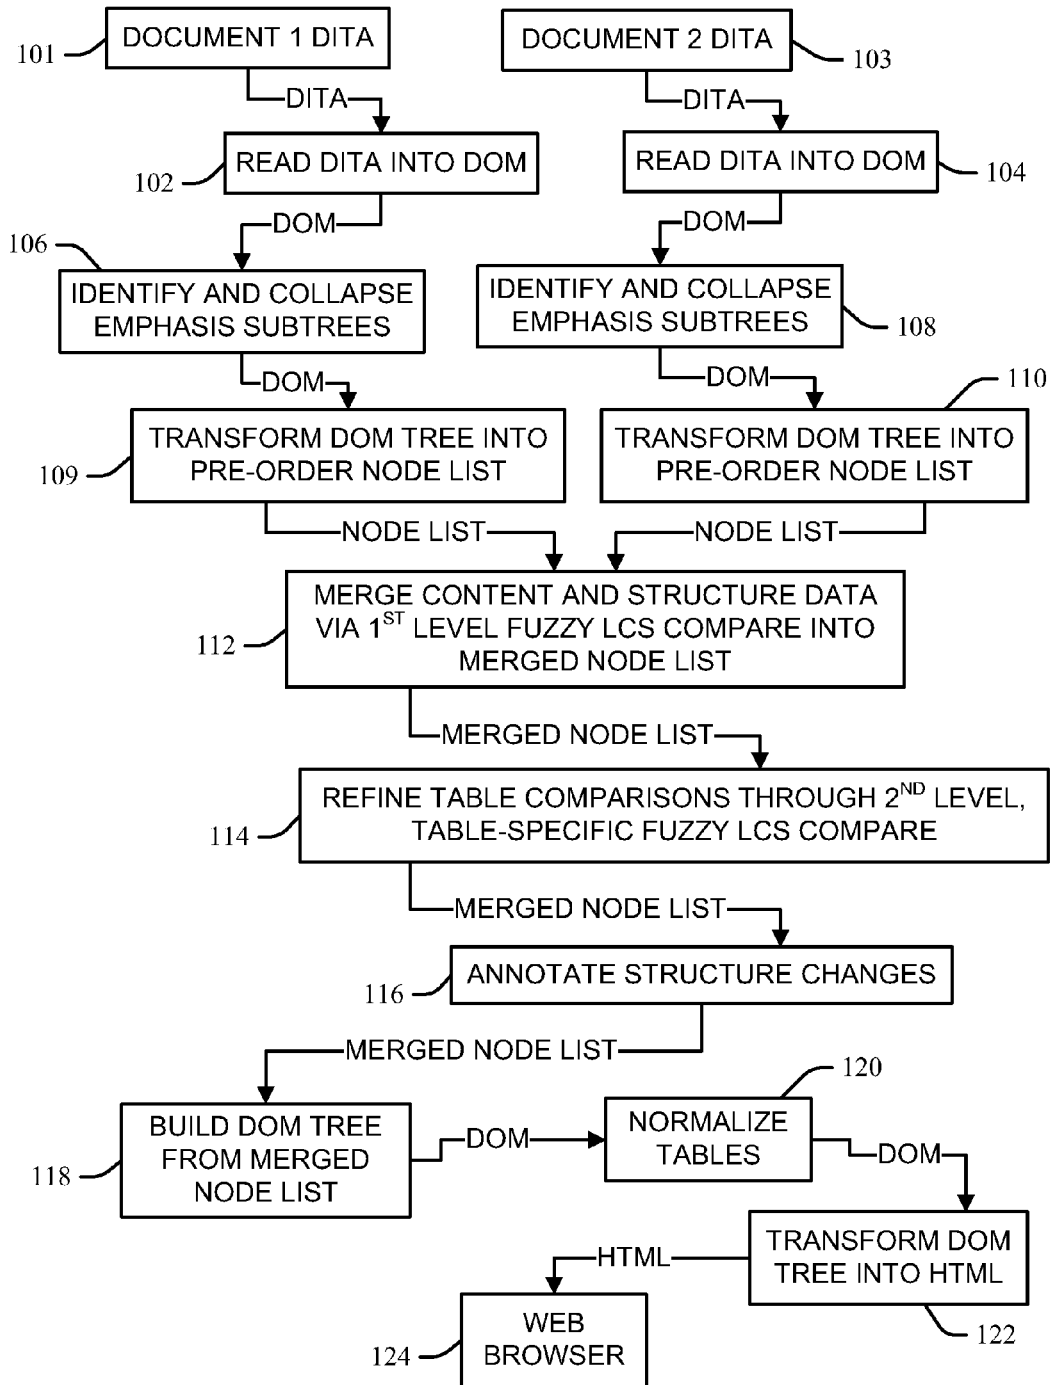 DOCUMENT 1 DITA
101
DOCUMENT 2 DITA
103
DITA
DITA
READ DITA INTO DOM
102
READ DITA INTO DOM
104
DOM
DOM
106
IDENTIFY AND COLLAPSE
EMPHASIS SUBTREES
IDENTIFY AND COLLAPSE
EMPHASIS SUBTREES
108
DOM
DOM
110
TRANSFORM DOM TREE INTO
PRE-ORDER NODE LIST
109
TRANSFORM DOM TREE INTO
PRE-ORDER NODE LIST
NODE LIST
NODE LIST
MERGE CONTENT AND STRUCTURE DATA
VIA 1ST LEVEL FUZZY LCS COMPARE INTO
MERGED NODE LIST
112
MERGED NODE LIST
REFINE TABLE COMPARISONS THROUGH 2ND LEVEL,
TABLE-SPECIFIC FUZZY LCS COMPARE
114
MERGED NODE LIST
ANNOTATE STRUCTURE CHANGES
116
MERGED NODE LIST
BUILD DOM TREE
FROM MERGED
NODE LIST
118
DOM
120
NORMALIZE
TABLES
DOM
TRANSFORM DOM
TREE INTO HTML
122
HTML
WEB
BROWSER
124